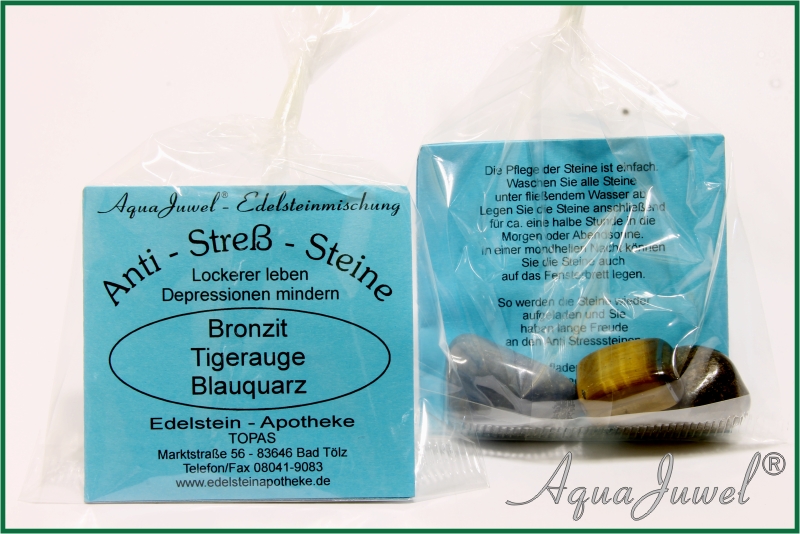 AquaJuwel® - Edelsteinmischung
Anti - Streß - Steine
Lockerer leben
Depressionen mindern
Bronzit
Tigerauge
Blauquarz
Edelstein - Apotheke
TOPAS
Marktstraße 56 - 83646 Bad Tölz
Telefon/Fax 08041-9083
www.edelsteinapotheke.de
Die Pflege der Steine ist einfach.
Waschen Sie alle Steine
unter fließendem Wasser ab.
Legen Sie die Steine anschließend
für ca. eine halbe Stunde in die
Morgen oder Abendsonne.
In einer mondhellen Nacht können
Sie die Steine auch
auf das Fensterbrett legen.
So werden die Steine wieder
aufgeladen und Sie
haben lange Freude
an den Anti Stresssteinen
AquaJuwel®